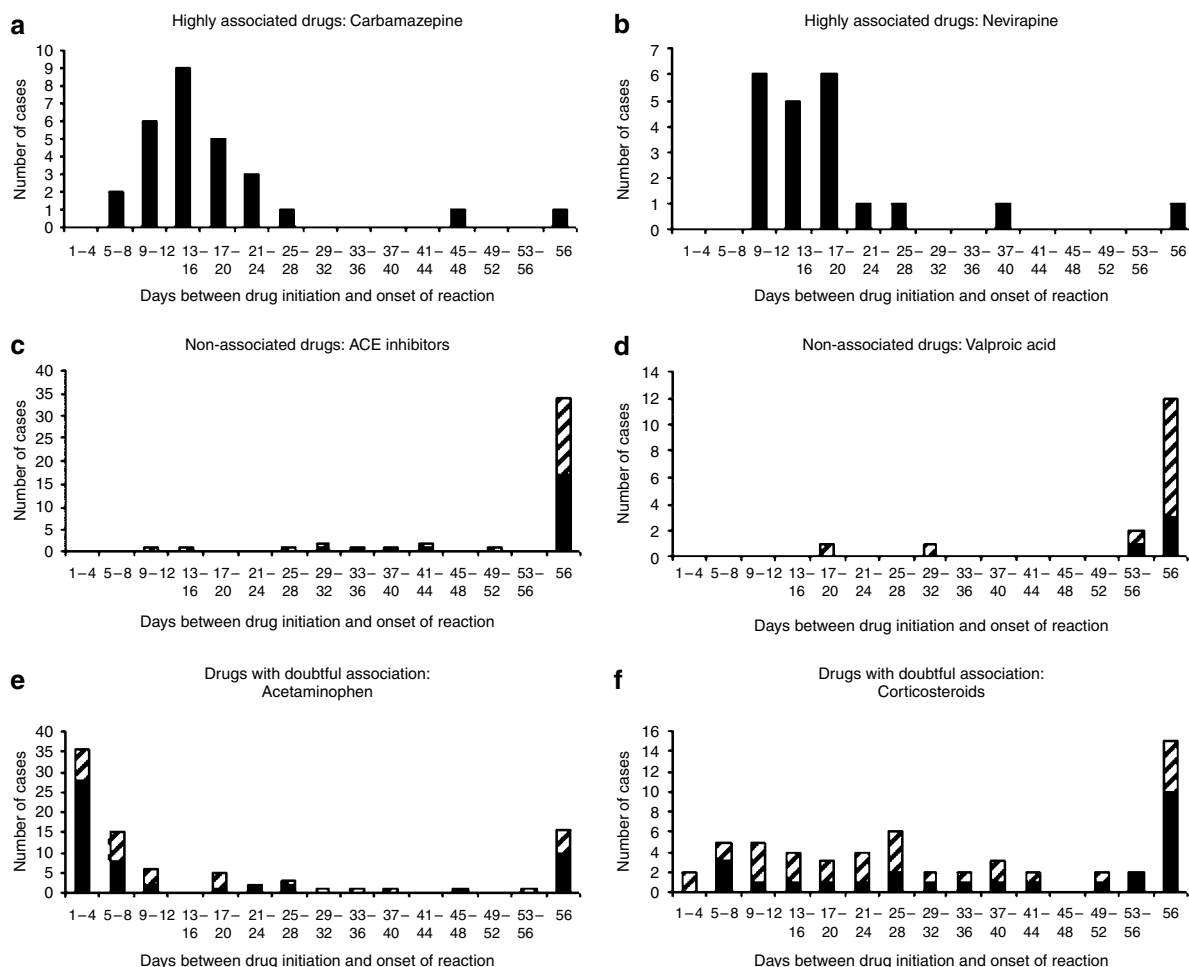 a
Highly associated drugs: Carbamazepine
Number of cases
10
9
8
7
6
5
4
3
2
1
0
1–4 5–8 9–12 13– 17– 21– 25– 29– 33– 37– 41– 45– 49– 53– 56
16 20 24 28 32 36 40 44 48 52 56
Days between drug initiation and onset of reaction
b
Highly associated drugs: Nevirapine
Number of cases
7
6
5
4
3
2
1
0
1–4 5–8 9–12 13– 17– 21– 25– 29– 33– 37– 41– 45– 49– 53– 56
16 20 24 28 32 36 40 44 48 52 56
Days between drug initiation and onset of reaction
c
Non-associated drugs: ACE inhibitors
Number of cases
40
35
30
25
20
15
10
5
0
1–4 5–8 9–12 13– 17– 21– 25– 29– 33– 37– 41– 45– 49– 53– 56
16 20 24 28 32 36 40 44 48 52 56
Days between drug initiation and onset of reaction
d
Non-associated drugs: Valproic acid
Number of cases
14
12
10
8
6
4
2
0
1–4 5–8 9–12 13– 17– 21– 25– 29– 33– 37– 41– 45– 49– 53– 56
16 20 24 28 32 36 40 44 48 52 56
Days between drug initiation and onset of reaction
e
Drugs with doubtful association:
Acetaminophen
Number of cases
40
35
30
25
20
15
10
5
0
1–4 5–8 9–12 13– 17– 21– 25– 29– 33– 37– 41– 45– 49– 53– 56
16 20 24 28 32 36 40 44 48 52 56
Days between drug initiation and onset of reaction
f
Drugs with doubtful association:
Corticosteroids
Number of cases
16
14
12
10
8
6
4
2
0
1–4 5–8 9–12 13– 17– 21– 25– 29– 33– 37– 41– 45– 49– 53– 56
16 20 24 28 32 36 40 44 48 52 56
Days between drug initiation and onset of reaction